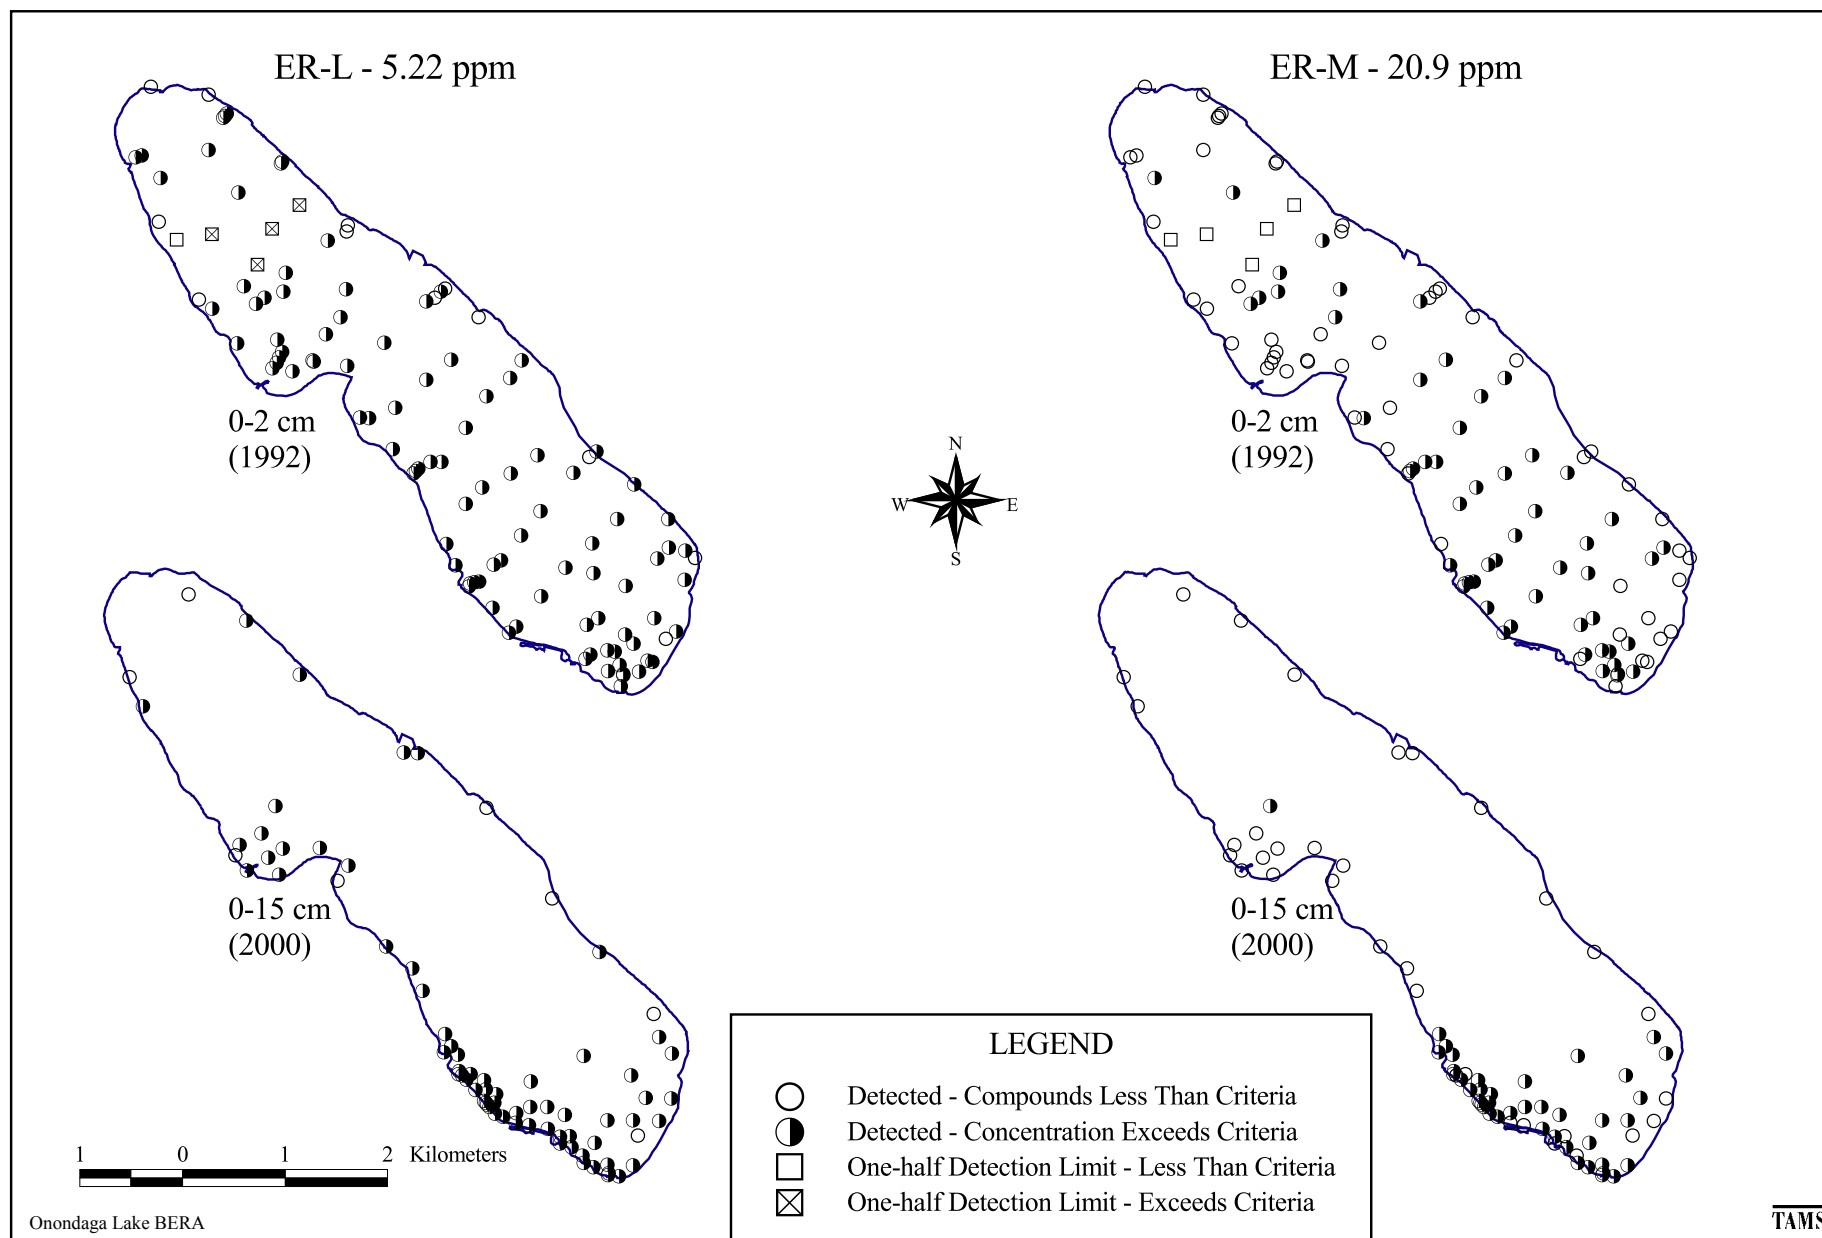 ER-L - 5.22 ppm
ER-M - 20.9 ppm
0-2 cm
(1992)
0-2 cm
(1992)
N
W
E
S
0-15 cm
(2000)
0-15 cm
(2000)
LEGEND
Detected - Compounds Less Than Criteria
Detected - Concentration Exceeds Criteria
One-half Detection Limit - Less Than Criteria
One-half Detection Limit - Exceeds Criteria
1 0 1 2 Kilometers
Onondaga Lake BERA
TAMS